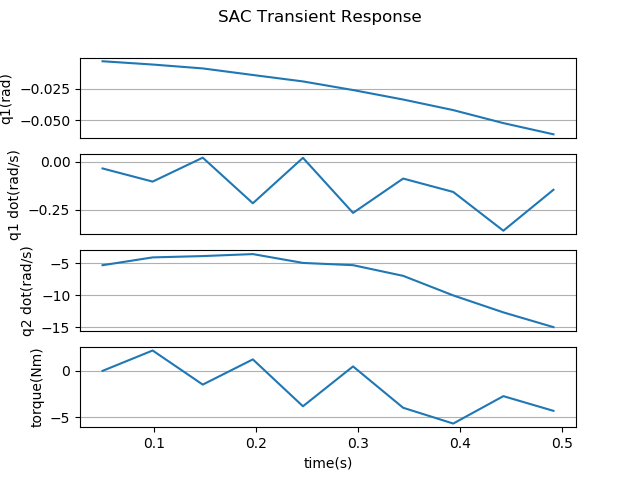 SAC Transient Response
q1(rad)
−0.025
−0.050
q1 dot(rad/s)
0.00
−0.25
q2 dot(rad/s)
−5
−10
−15
torque(Nm)
0
−5
0.1 0.2 0.3 0.4 0.5
time(s)